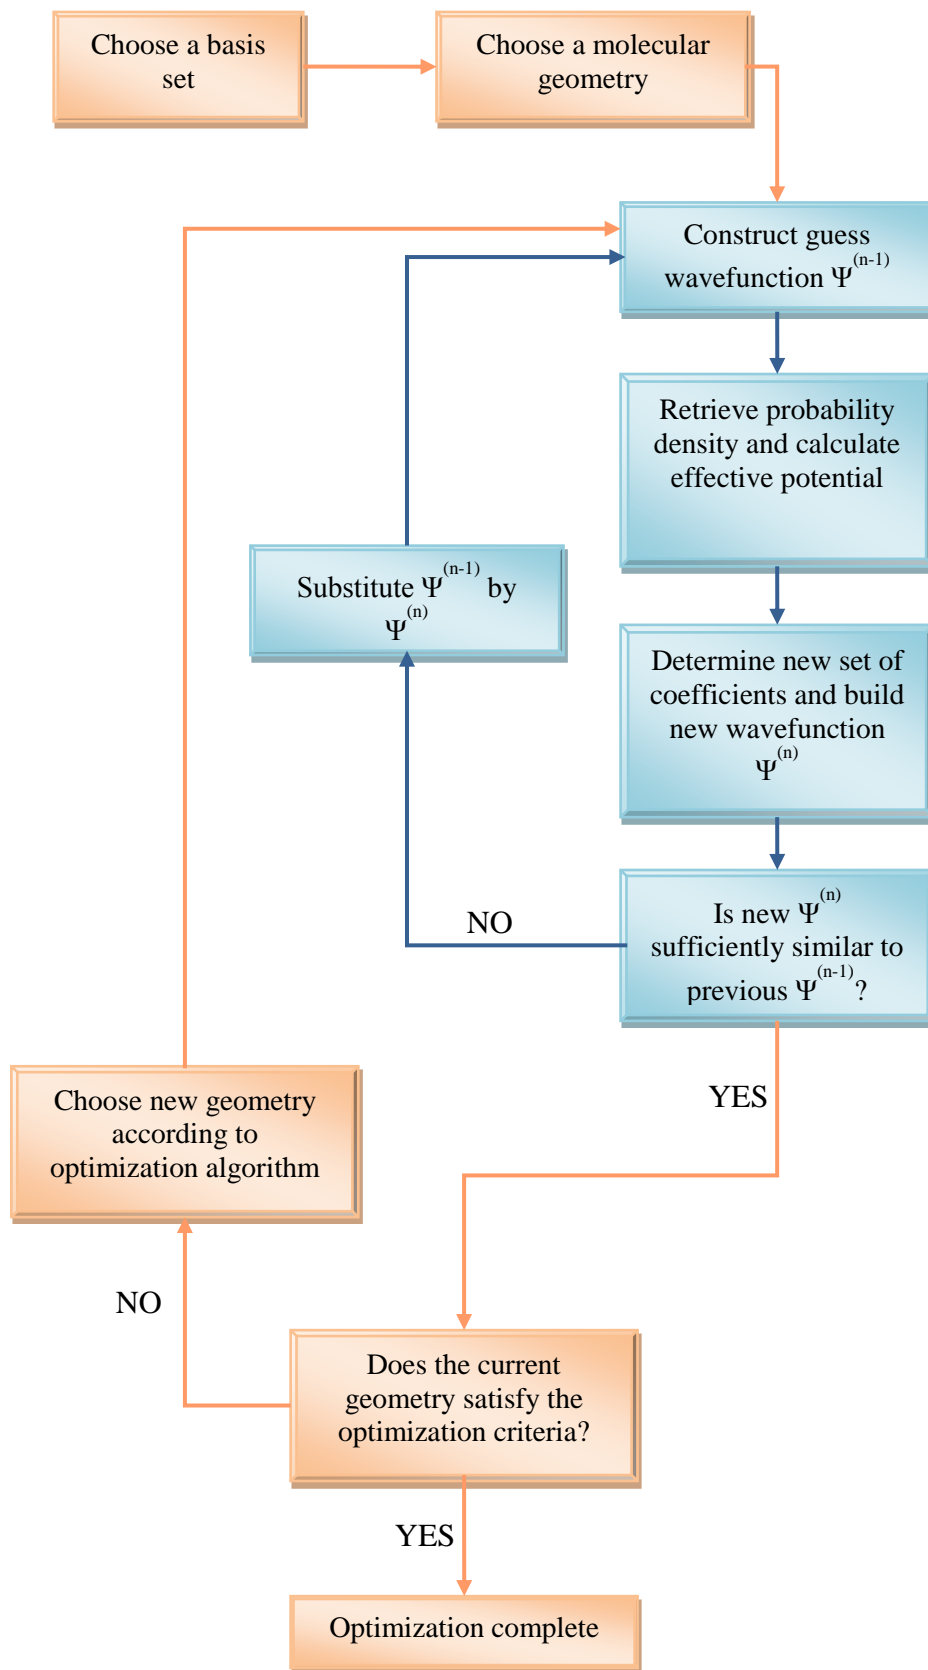 Choose a basis
set
Choose a molecular
geometry
Construct guess
wavefunction Ψ^(n-1)
Retrieve probability
density and calculate
effective potential
Substitute Ψ^(n-1) by
Ψ^(n)
Determine new set of
coefficients and build
new wavefunction
Ψ^(n)
NO
Is new Ψ^(n)
sufficiently similar to
previous Ψ^(n-1)?
YES
Choose new geometry
according to
optimization algorithm
NO
Does the current
geometry satisfy the
optimization criteria?
YES
Optimization complete